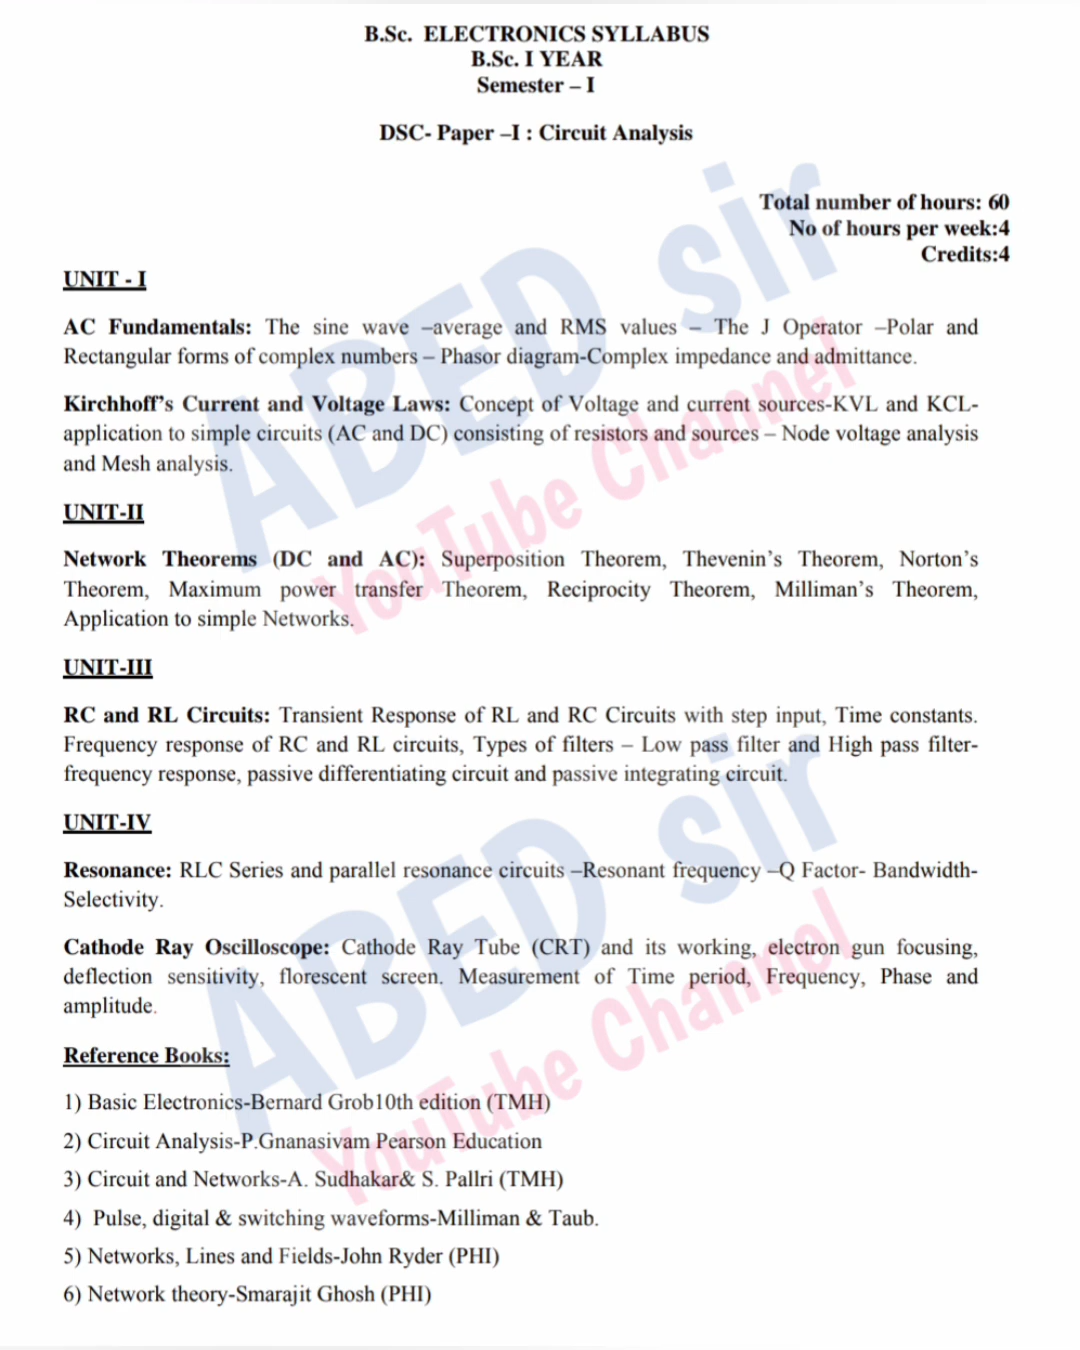 B.Sc. ELECTRONICS SYLLABUS
B.Sc. I YEAR
Semester – I
DSC- Paper –I : Circuit Analysis
Total number of hours: 60
No of hours per week:4
Credits:4
UNIT - I
AC Fundamentals: The sine wave –average and RMS values – The J Operator –Polar and
Rectangular forms of complex numbers – Phasor diagram-Complex impedance and admittance.
Kirchhoff's Current and Voltage Laws: Concept of Voltage and current sources-KVL and KCL-
application to simple circuits (AC and DC) consisting of resistors and sources – Node voltage analysis
and Mesh analysis.
UNIT-II
Network Theorems (DC and AC): Superposition Theorem, Thevenin's Theorem, Norton's
Theorem, Maximum power transfer Theorem, Reciprocity Theorem, Milliman's Theorem,
Application to simple Networks.
UNIT-III
RC and RL Circuits: Transient Response of RL and RC Circuits with step input, Time constants.
Frequency response of RC and RL circuits, Types of filters – Low pass filter and High pass filter-
frequency response, passive differentiating circuit and passive integrating circuit.
UNIT-IV
Resonance: RLC Series and parallel resonance circuits –Resonant frequency –Q Factor- Bandwidth-
Selectivity.
Cathode Ray Oscilloscope: Cathode Ray Tube (CRT) and its working, electron gun focusing,
deflection sensitivity, florescent screen. Measurement of Time period, Frequency, Phase and
amplitude.
Reference Books:
1) Basic Electronics-Bernard Grob10th edition (TMH)
2) Circuit Analysis-P.Gnanasivam Pearson Education
3) Circuit and Networks-A. Sudhakar& S. Pallri (TMH)
4) Pulse, digital & switching waveforms-Milliman & Taub.
5) Networks, Lines and Fields-John Ryder (PHI)
6) Network theory-Smarajit Ghosh (PHI)
ABED sir
YouTube Channel
ABED sir
YouTube Channel